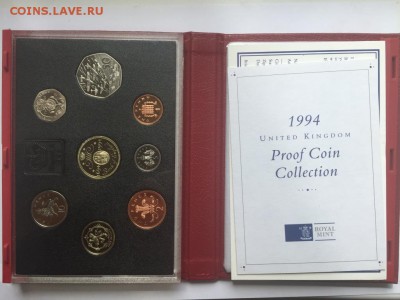 COINS.LAVE.RU
1994
UNITED KINGDOM
Proof Coin
Collection
ROYAL
MINT